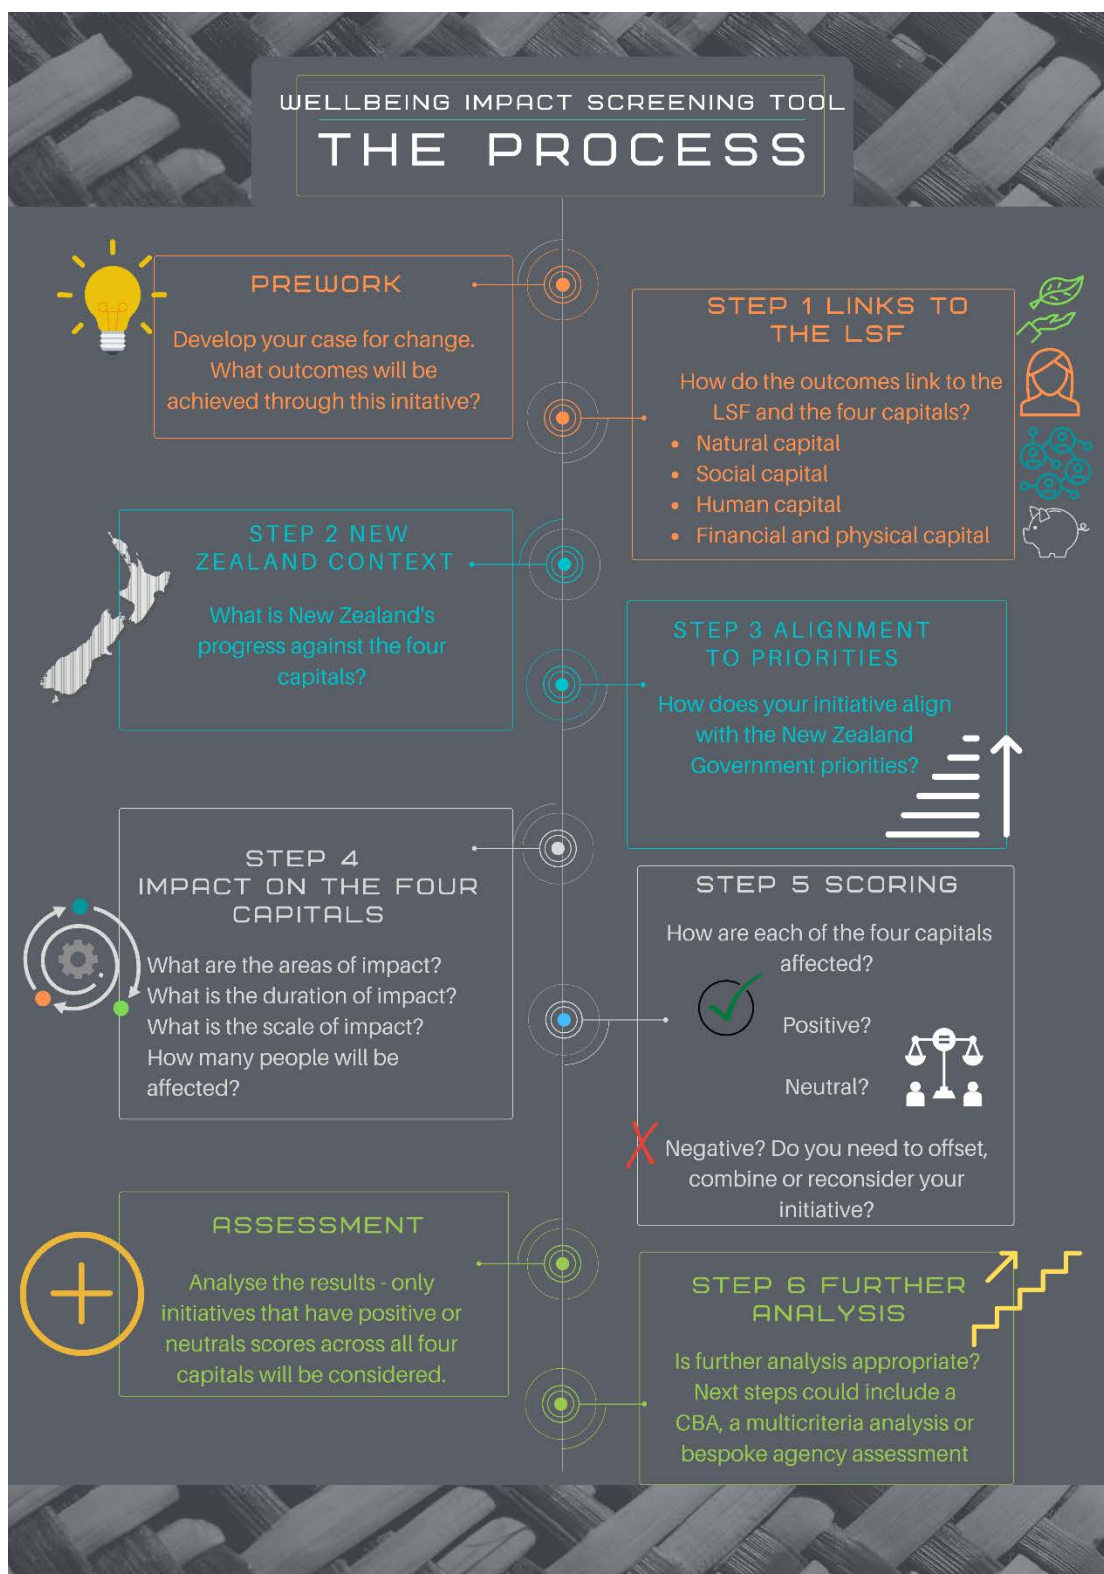 WELLBEING IMPACT SCREENING TOOL
THE PROCESS
PREWORK
Develop your case for change.
What outcomes will be
achieved through this initative?
STEP 1 LINKS TO
THE LSF
How do the outcomes link to the
LSF and the four capitals?
• Natural capital
• Social capital
• Human capital
• Financial and physical capital
STEP 2 NEW
ZEALAND CONTEXT
What is New Zealand's
progress against the four
capitals?
STEP 3 ALIGNMENT
TO PRIORITIES
How does your initiative align
with the New Zealand
Government priorities?
STEP 4
IMPACT ON THE FOUR
CAPITALS
What are the areas of impact?
What is the duration of impact?
What is the scale of impact?
How many people will be
affected?
STEP 5 SCORING
How are each of the four capitals
affected?
Positive?
Neutral?
Negative? Do you need to offset,
combine or reconsider your
initiative?
ASSESSMENT
Analyse the results - only
initiatives that have positive or
neutrals scores across all four
capitals will be considered.
STEP 6 FURTHER
ANALYSIS
Is further analysis appropriate?
Next steps could include a
CBA, a multicriteria analysis or
bespoke agency assessment